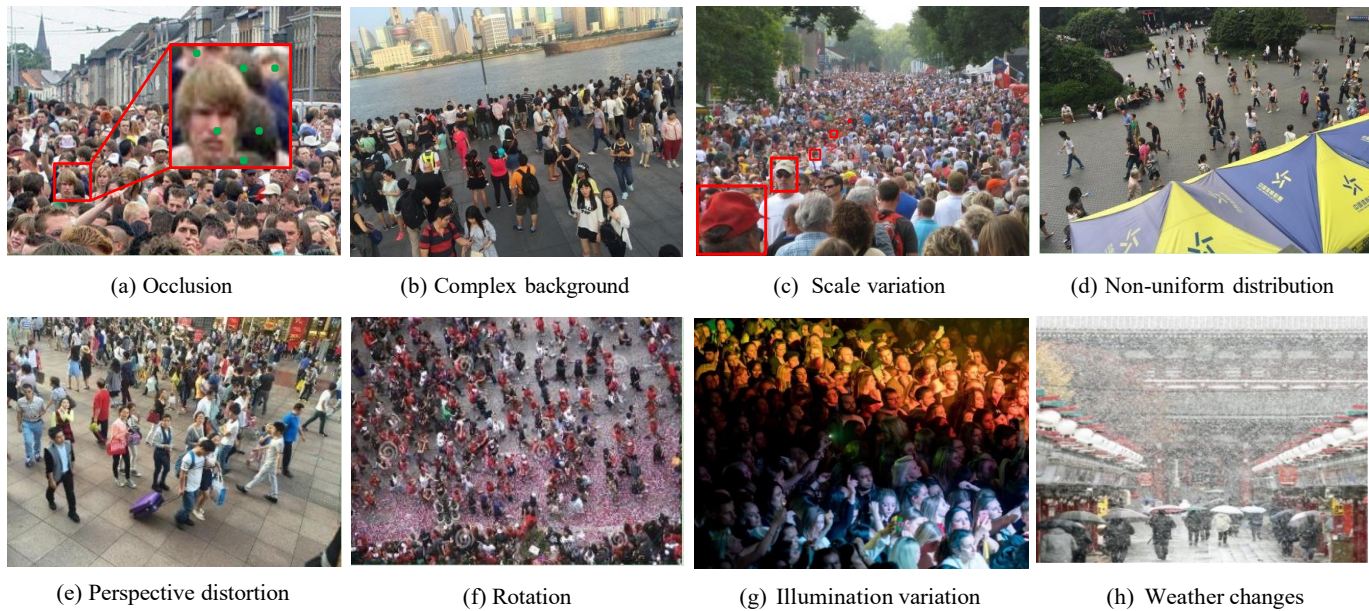 (a) Occlusion
(b) Complex background
(c) Scale variation
(d) Non-uniform distribution
(e) Perspective distortion
(f) Rotation
(g) Illumination variation
(h) Weather changes